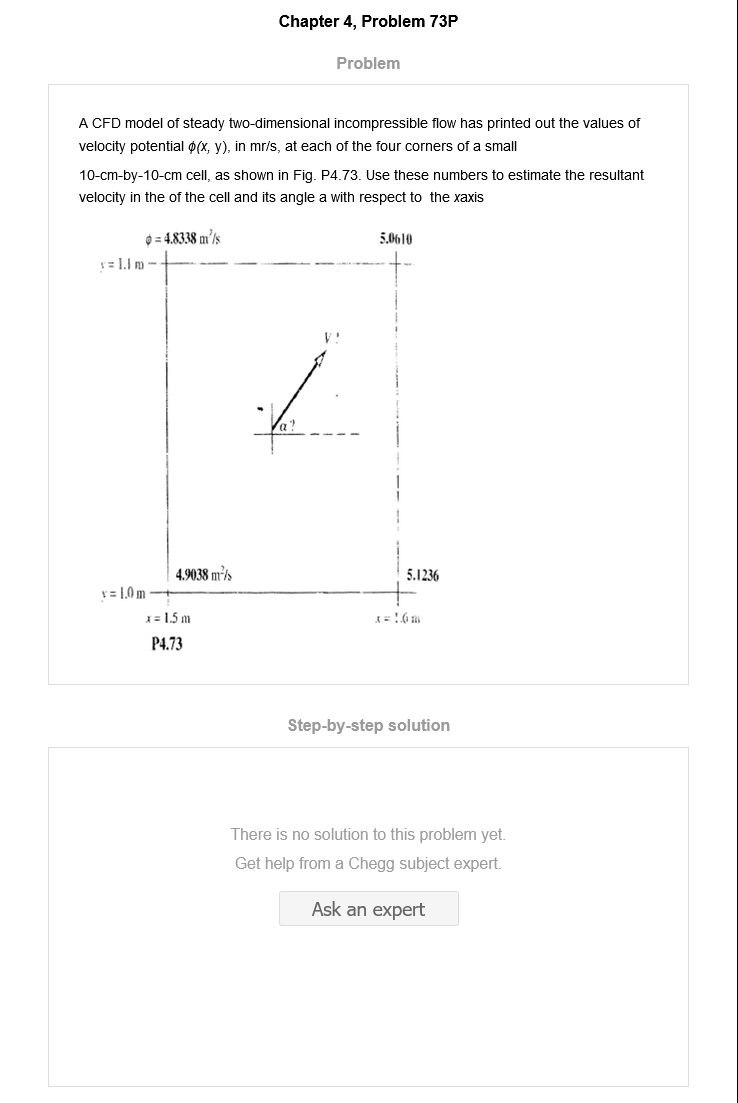 Chapter 4, Problem 73P
Problem
A CFD model of steady two-dimensional incompressible flow has printed out the values of
velocity potential ϕ(x, y), in mr/s, at each of the four corners of a small
10-cm-by-10-cm cell, as shown in Fig. P4.73. Use these numbers to estimate the resultant
velocity in the of the cell and its angle a with respect to the xaxis
ϕ = 4.8338 m²/s 5.0610
y = 1.1 m
V?
α?
4.9038 m²/s 5.1236
y = 1.0 m
x = 1.5 m x = 1.6 m
P4.73
Step-by-step solution
There is no solution to this problem yet.
Get help from a Chegg subject expert.
Ask an expert